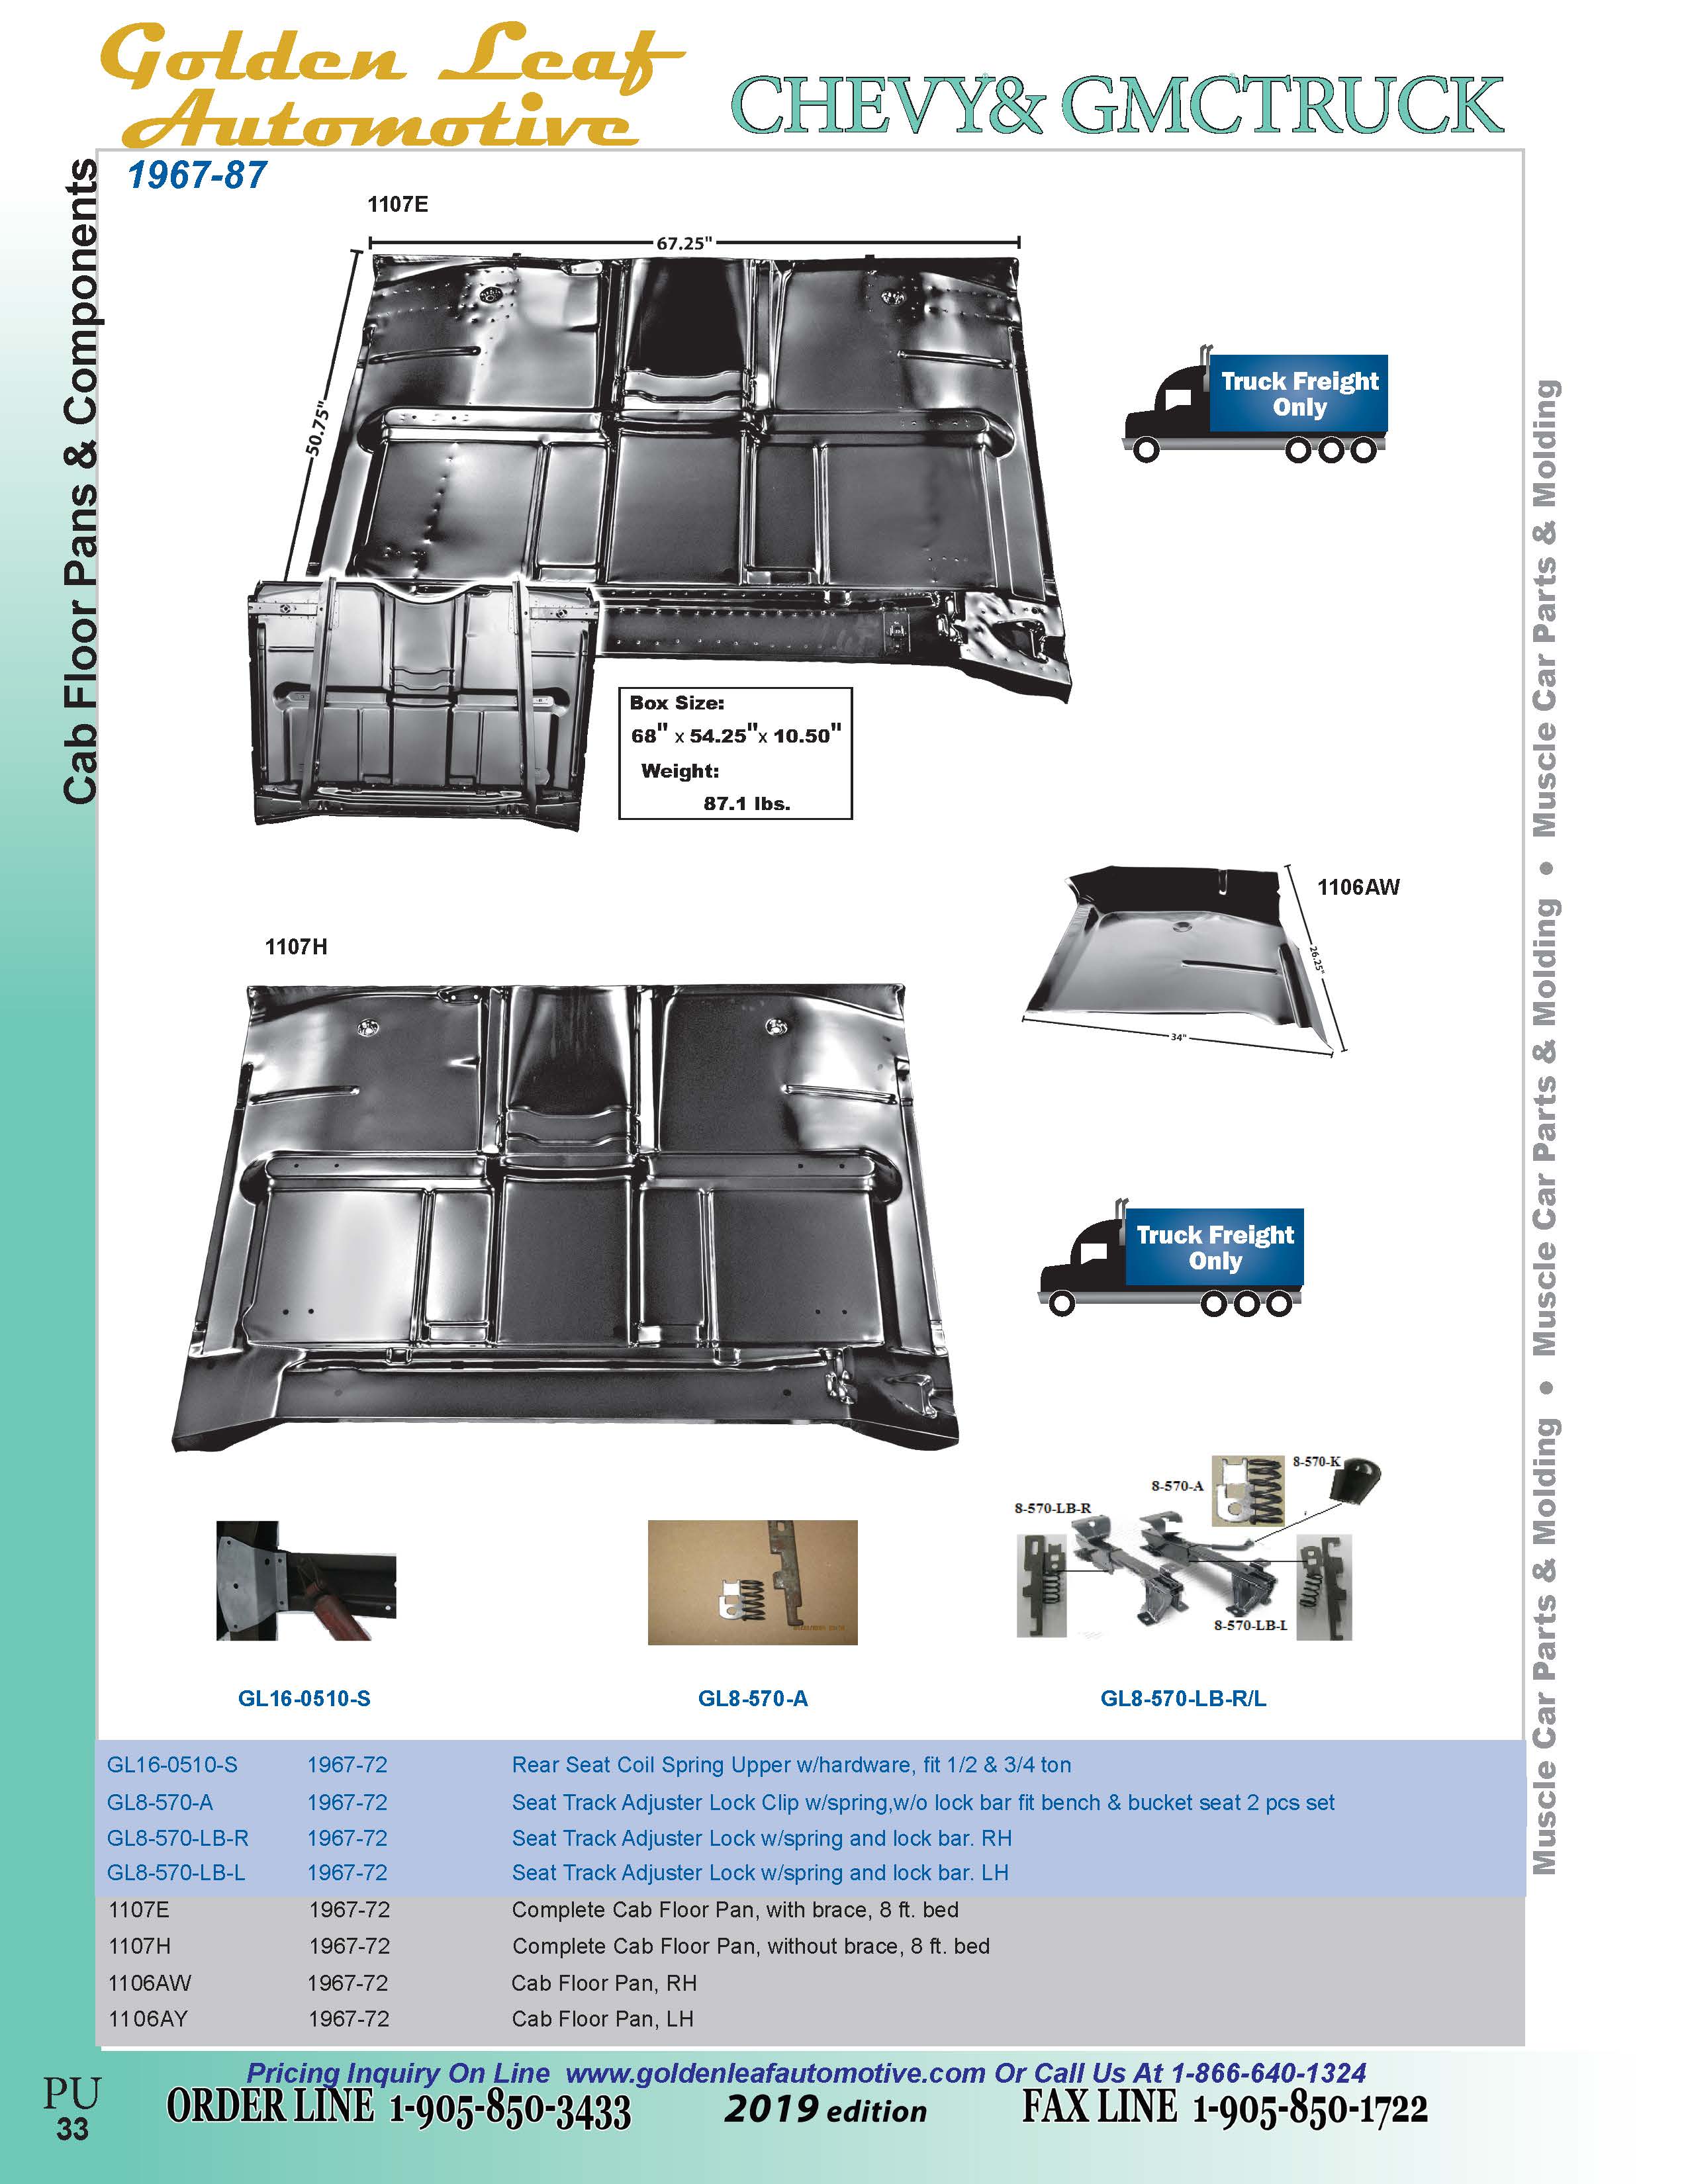 Golden Leaf
Automotive
CHEVY& GMCTRUCK
Cab Floor Pans & Components
1967-87
1107E
67.25"
50.75"
Truck Freight
Only
Box Size:
68" x 54.25"x 10.50"
Weight:
87.1 lbs.
1106AW
26.25"
34"
1107H
Truck Freight
Only
8-570-K
8-570-A
8-570-LB-R
8-570-LB-L
GL16-0510-S
GL8-570-A
GL8-570-LB-R/L
GL16-0510-S 1967-72 Rear Seat Coil Spring Upper w/hardware, fit 1/2 & 3/4 ton
GL8-570-A 1967-72 Seat Track Adjuster Lock Clip w/spring,w/o lock bar fit bench & bucket seat 2 pcs set
GL8-570-LB-R 1967-72 Seat Track Adjuster Lock w/spring and lock bar. RH
GL8-570-LB-L 1967-72 Seat Track Adjuster Lock w/spring and lock bar. LH
1107E 1967-72 Complete Cab Floor Pan, with brace, 8 ft. bed
1107H 1967-72 Complete Cab Floor Pan, without brace, 8 ft. bed
1106AW 1967-72 Cab Floor Pan, RH
1106AY 1967-72 Cab Floor Pan, LH
Muscle Car Parts & Molding • Muscle Car Parts & Molding • Muscle Car Parts & Molding
Pricing Inquiry On Line www.goldenleafautomotive.com Or Call Us At 1-866-640-1324
PU
33
ORDER LINE 1-905-850-3433 2019 edition FAX LINE 1-905-850-1722